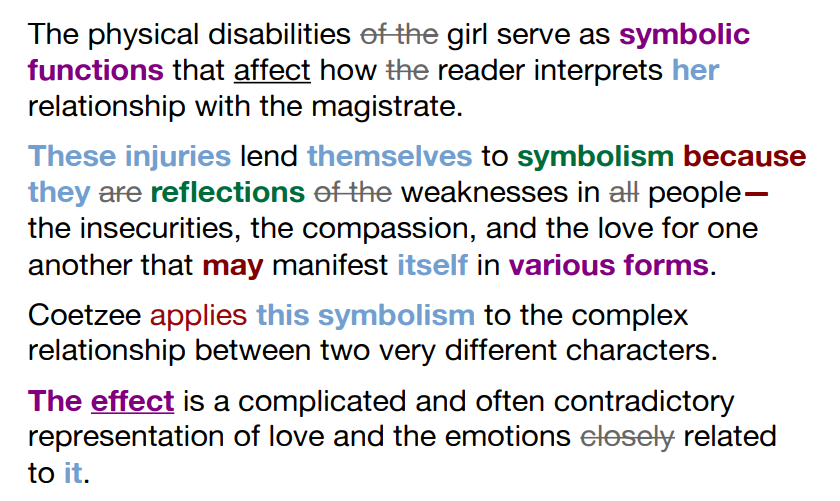 The physical disabilities of the girl serve as symbolic
functions that affect how the reader interprets her
relationship with the magistrate.
These injuries lend themselves to symbolism because
they are reflections of the weaknesses in all people—
the insecurities, the compassion, and the love for one
another that may manifest itself in various forms.
Coetzee applies this symbolism to the complex
relationship between two very different characters.
The effect is a complicated and often contradictory
representation of love and the emotions closely related
to it.